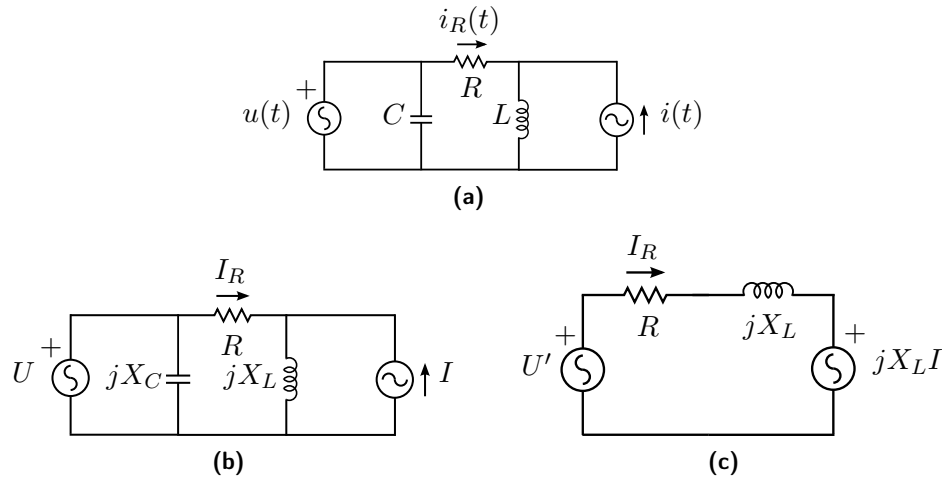 i_R(t)
+
u(t) C R L i(t)
(a)
I_R I_R
+ R + R jX_L +
U jX_C jX_L I U' jX_L I
(b) (c)